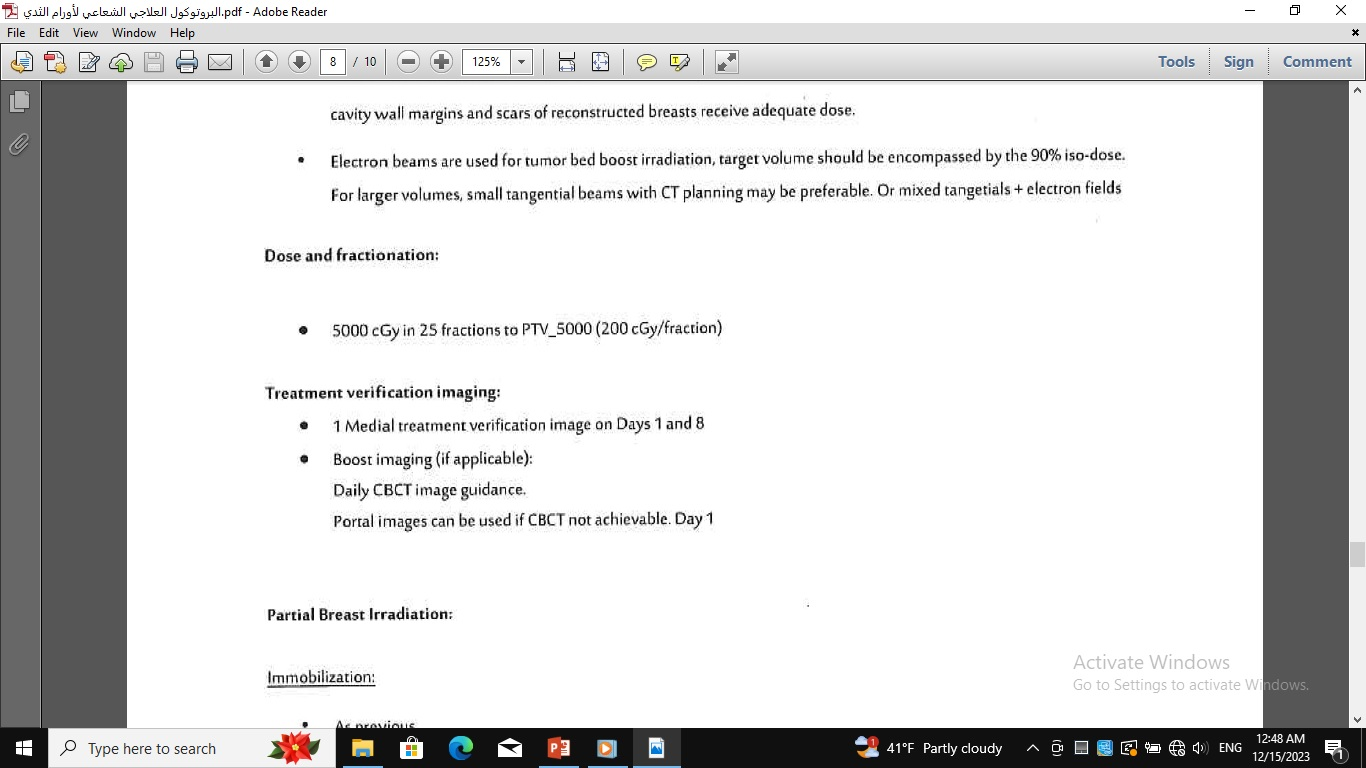 البروتوكول العلاجي الشعاعي لأورام الثدي.pdf - Adobe Reader
File Edit View Window Help
8 / 10 125% Tools Sign Comment
cavity wall margins and scars of reconstructed breasts receive adequate dose.
• Electron beams are used for tumor bed boost irradiation, target volume should be encompassed by the 90% iso-dose.
For larger volumes, small tangential beams with CT planning may be preferable. Or mixed tangetials + electron fields
Dose and fractionation:
• 5000 cGy in 25 fractions to PTV_5000 (200 cGy/fraction)
Treatment verification imaging:
• 1 Medial treatment verification image on Days 1 and 8
• Boost imaging (if applicable):
Daily CBCT image guidance.
Portal images can be used if CBCT not achievable. Day 1
Partial Breast Irradiation:
Immobilization:
• As previous
Activate Windows
Go to Settings to activate Windows.
Type here to search
1 41°F Partly cloudy ENG 12:48 AM
12/15/2023 1